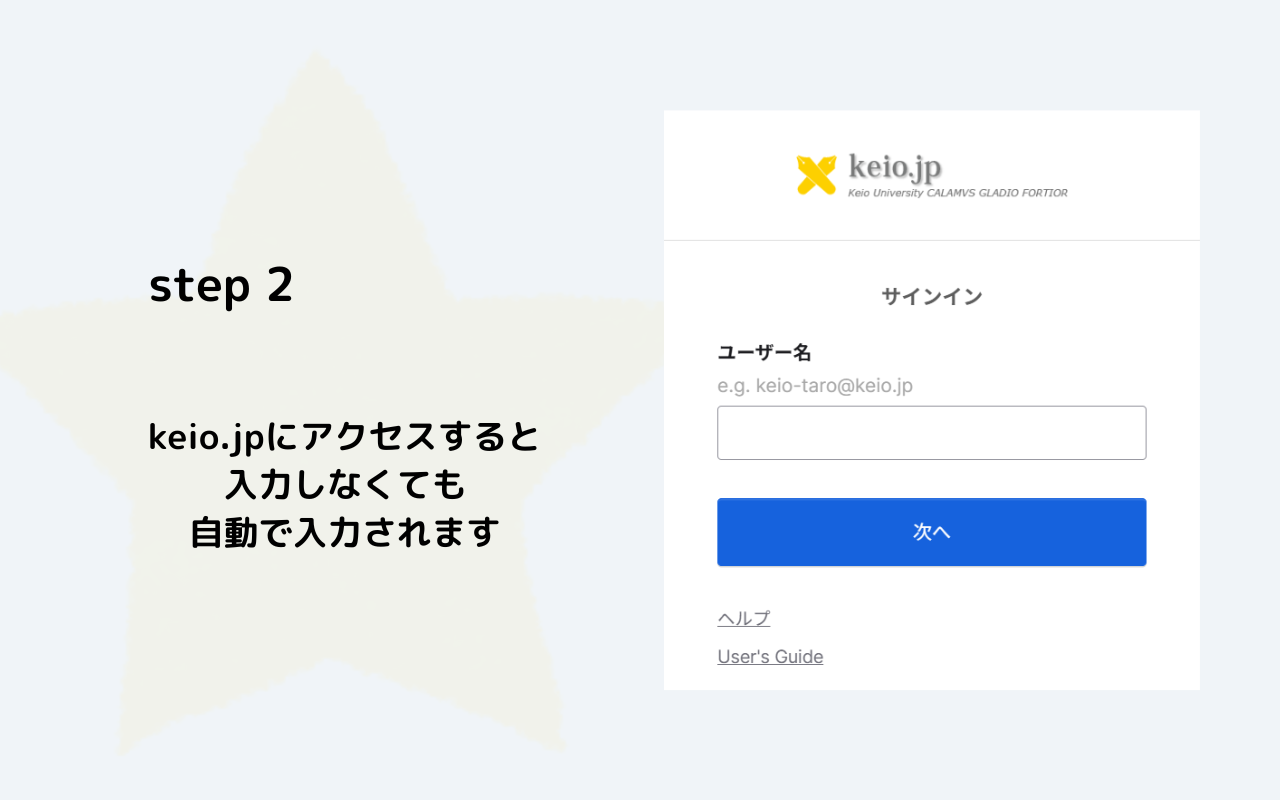 step 2
keio.jpにアクセスすると
入力しなくても
自動で入力されます
keio.jp
Keio University CALAMVS GLADIO FORTIOR
サインイン
ユーザー名
e.g. keio-taro@keio.jp
次へ
ヘルプ
User's Guide